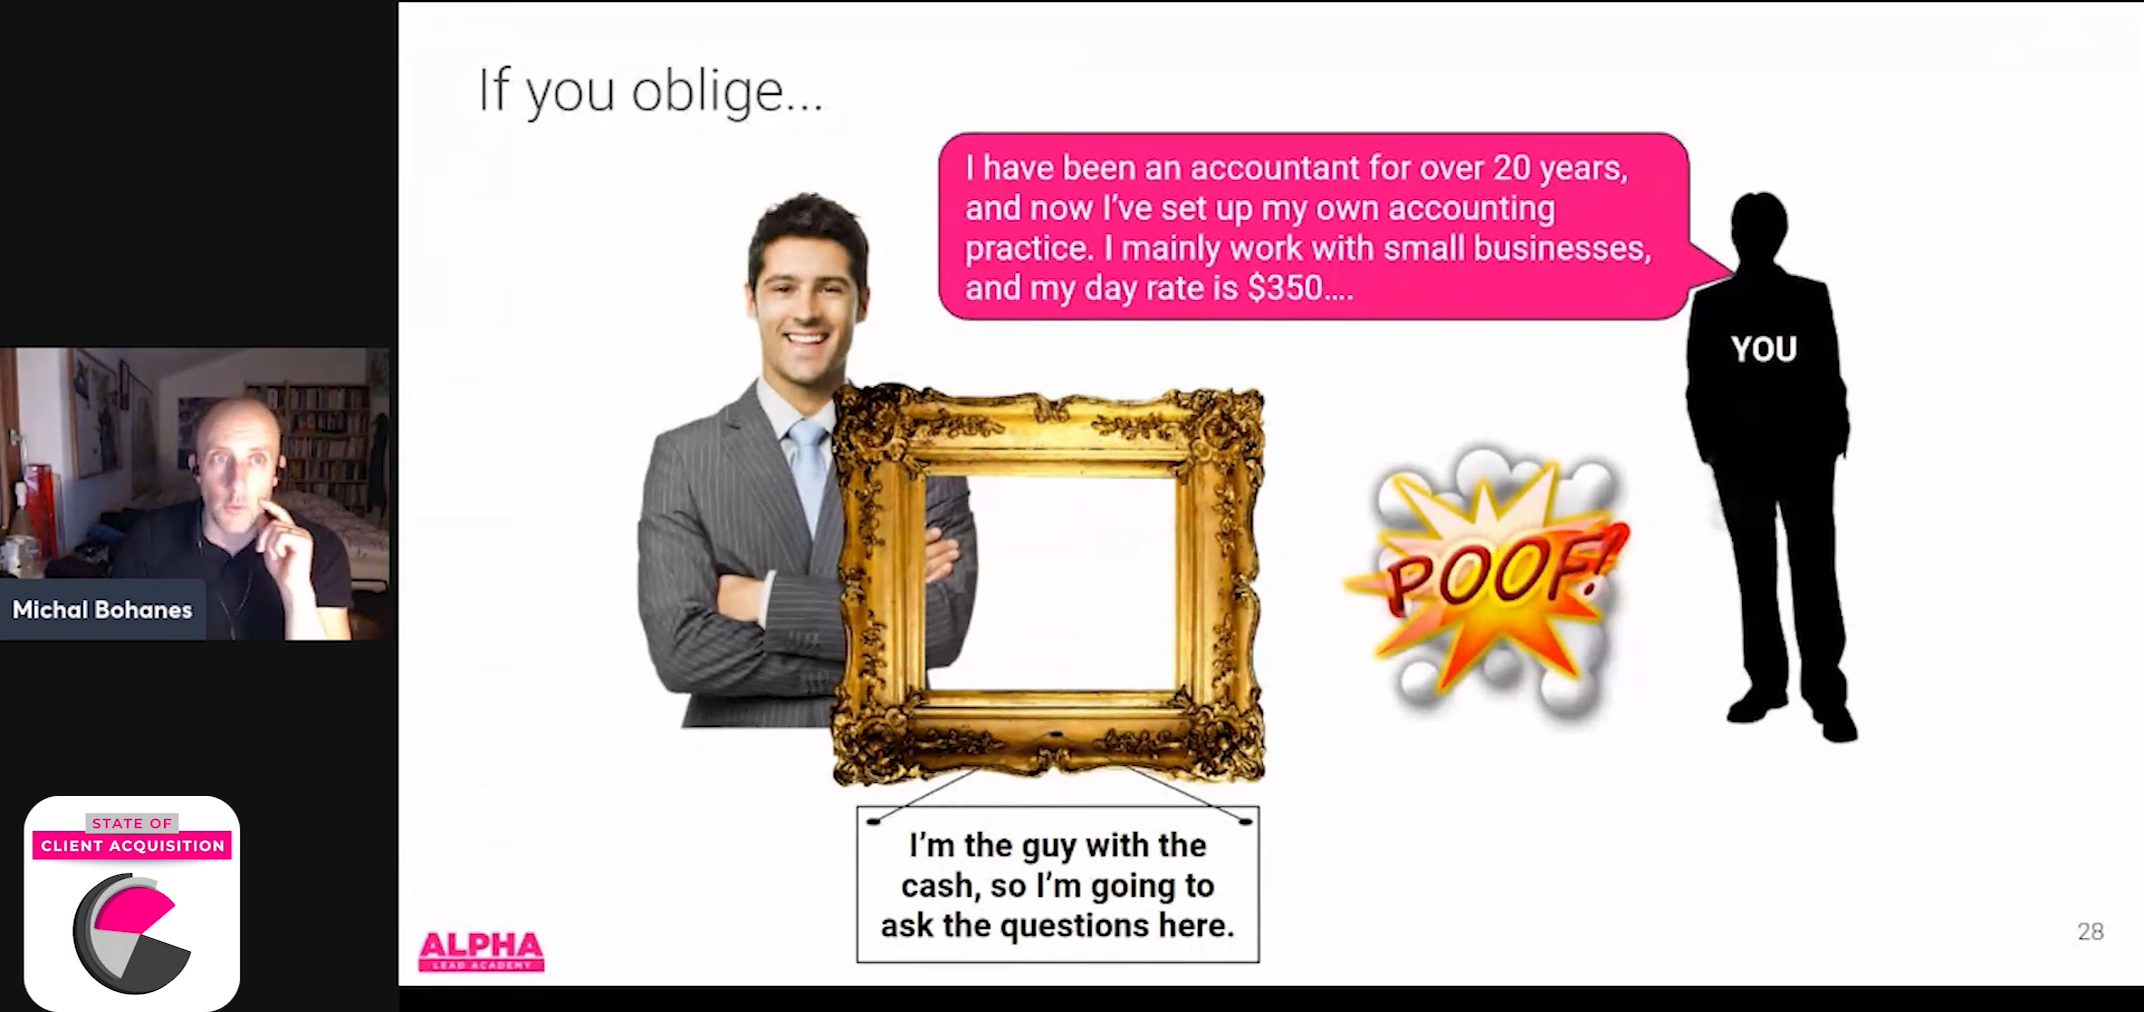 If you oblige...
I have been an accountant for over 20 years,
and now I've set up my own accounting
practice. I mainly work with small businesses,
and my day rate is $350....
YOU
POOF!
Michal Bohanes
I'm the guy with the
cash, so I'm going to
ask the questions here.
STATE OF
CLIENT ACQUISITION
ALPHA
LEAD ACADEMY
28